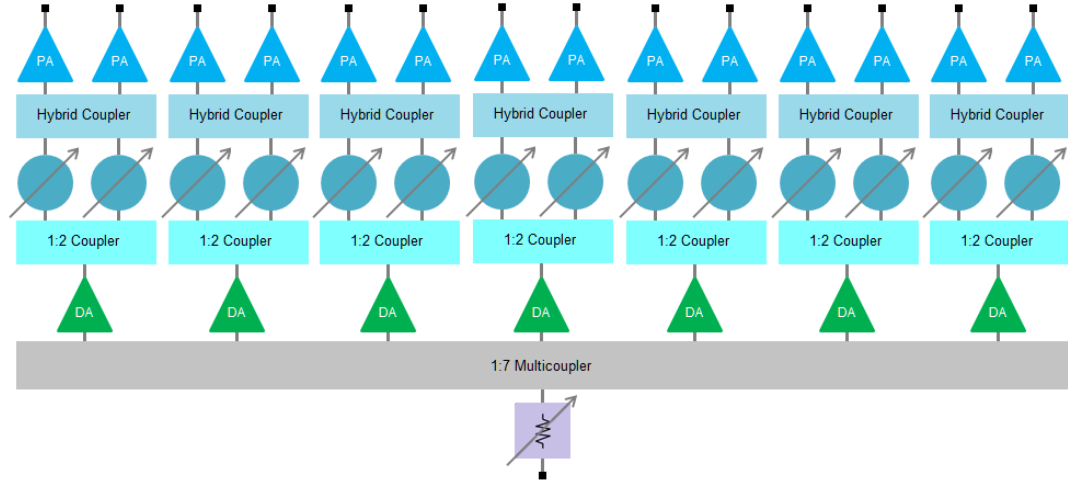 PA PA PA PA PA PA PA PA PA PA PA PA PA PA
Hybrid Coupler Hybrid Coupler Hybrid Coupler Hybrid Coupler Hybrid Coupler Hybrid Coupler Hybrid Coupler
1:2 Coupler 1:2 Coupler 1:2 Coupler 1:2 Coupler 1:2 Coupler 1:2 Coupler 1:2 Coupler
DA DA DA DA DA DA DA
1:7 Multicoupler